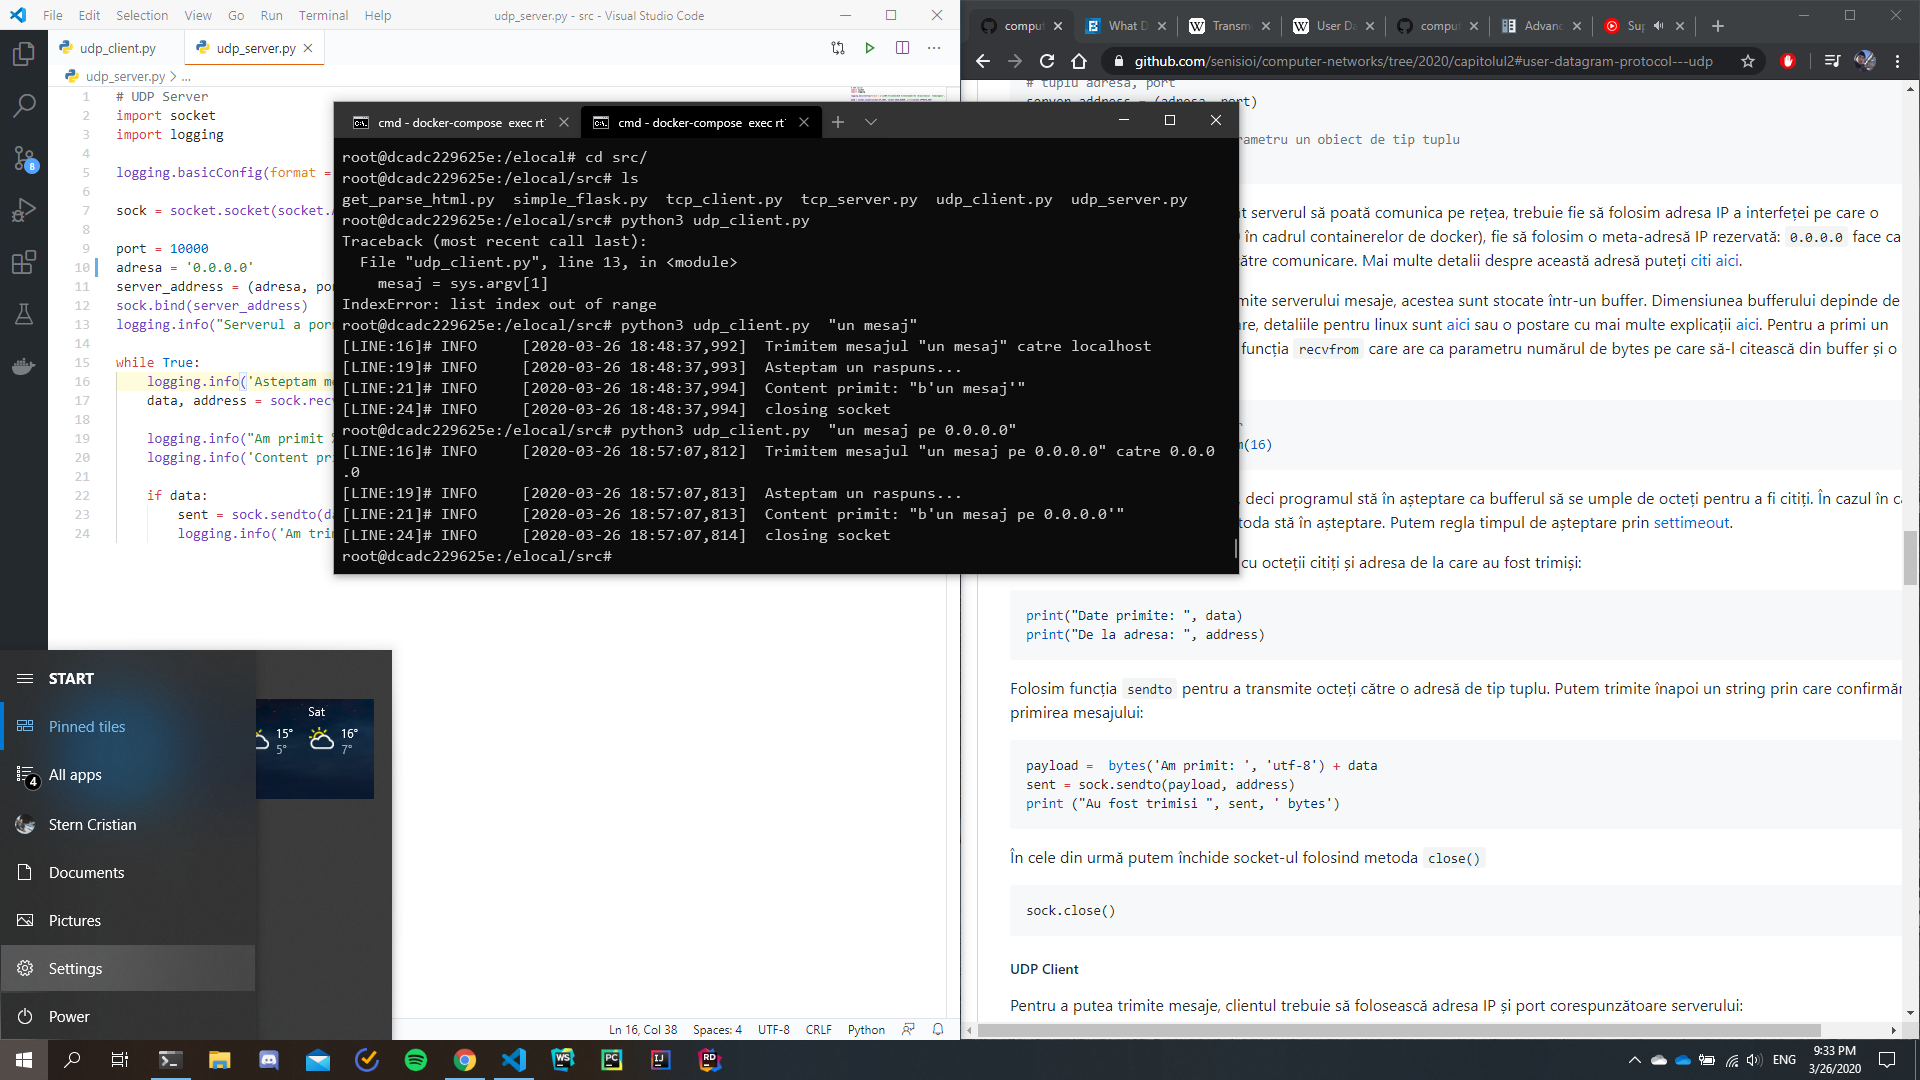 File Edit Selection View Go Run Terminal Help
udp_server.py - src - Visual Studio Code
udp_client.py
udp_server.py
udp_server.py > ...
1 # UDP Server
2 import socket
3 import logging
4
5 logging.basicConfig(format =
6
7 sock = socket.socket(socket.
8
9 port = 10000
10 adresa = '0.0.0.0'
11 server_address = (adresa, po
12 sock.bind(server_address)
13 logging.info("Serverul a por
14
15 while True:
16 logging.info('Asteptam m
17 data, address = sock.rec
18
19 logging.info("Am primit
20 logging.info('Content pri
21
22 if data:
23 sent = sock.sendto(da
24 logging.info('Am tri
cmd - docker-compose exec rt
cmd - docker-compose exec rt
root@dcadc229625e:/elocal# cd src/
root@dcadc229625e:/elocal/src# ls
get_parse_html.py simple_flask.py tcp_client.py tcp_server.py udp_client.py udp_server.py
root@dcadc229625e:/elocal/src# python3 udp_client.py
Traceback (most recent call last):
File "udp_client.py", line 13, in <module>
mesaj = sys.argv[1]
IndexError: list index out of range
root@dcadc229625e:/elocal/src# python3 udp_client.py "un mesaj"
[LINE:16]# INFO [2020-03-26 18:48:37,992] Trimitem mesajul "un mesaj" catre localhost
[LINE:19]# INFO [2020-03-26 18:48:37,993] Asteptam un raspuns...
[LINE:21]# INFO [2020-03-26 18:48:37,994] Content primit: "b'un mesaj'"
[LINE:24]# INFO [2020-03-26 18:48:37,994] closing socket
root@dcadc229625e:/elocal/src# python3 udp_client.py "un mesaj pe 0.0.0.0"
[LINE:16]# INFO [2020-03-26 18:57:07,812] Trimitem mesajul "un mesaj pe 0.0.0.0" catre 0.0.0
.0
[LINE:19]# INFO [2020-03-26 18:57:07,813] Asteptam un raspuns...
[LINE:21]# INFO [2020-03-26 18:57:07,813] Content primit: "b'un mesaj pe 0.0.0.0'"
[LINE:24]# INFO [2020-03-26 18:57:07,814] closing socket
root@dcadc229625e:/elocal/src#
START
Pinned tiles
All apps
4
Stern Cristian
Documents
Pictures
Settings
Power
Sat
15° 16°
5° 7°
8
Ln 16, Col 38 Spaces: 4 UTF-8 CRLF Python
comput What D Transm User Da comput Advanc Sup
github.com/senisioi/computer-networks/tree/2020/capitolul2#user-datagram-protocol---udp
# tuplu adresa, port
server_address = (adresa, port)
rametru un obiect de tip tuplu
nt serverul să poată comunica pe rețea, trebuie fie să folosim adresa IP a interfeței pe care o
în cadrul containerelor de docker), fie să folosim o meta-adresă IP rezervată: 0.0.0.0 face ca
către comunicare. Mai multe detalii despre această adresă puteți citi aici.
mite serverului mesaje, acestea sunt stocate într-un buffer. Dimensiunea bufferului depinde de
re, detaliile pentru linux sunt aici sau o postare cu mai multe explicații aici. Pentru a primi un
funcția recvfrom care are ca parametru numărul de bytes pe care să-l citească din buffer și o
m(16)
, deci programul stă în așteptare ca bufferul să se umple de octeți pentru a fi citiți. În cazul în ca
toda stă în așteptare. Putem regla timpul de așteptare prin settimeout.
cu octeții citiți și adresa de la care au fost trimiși:
print("Date primite: ", data)
print("De la adresa: ", address)
Folosim funcția sendto pentru a transmite octeți către o adresă de tip tuplu. Putem trimite înapoi un string prin care confirmăm
primirea mesajului:
payload = bytes('Am primit: ', 'utf-8') + data
sent = sock.sendto(payload, address)
print ("Au fost trimisi ", sent, ' bytes')
În cele din urmă putem închide socket-ul folosind metoda close()
sock.close()
UDP Client
Pentru a putea trimite mesaje, clientul trebuie să folosească adresa IP și port corespunzătoare serverului:
WS PC IJ RD
ENG
9:33 PM
3/26/2020